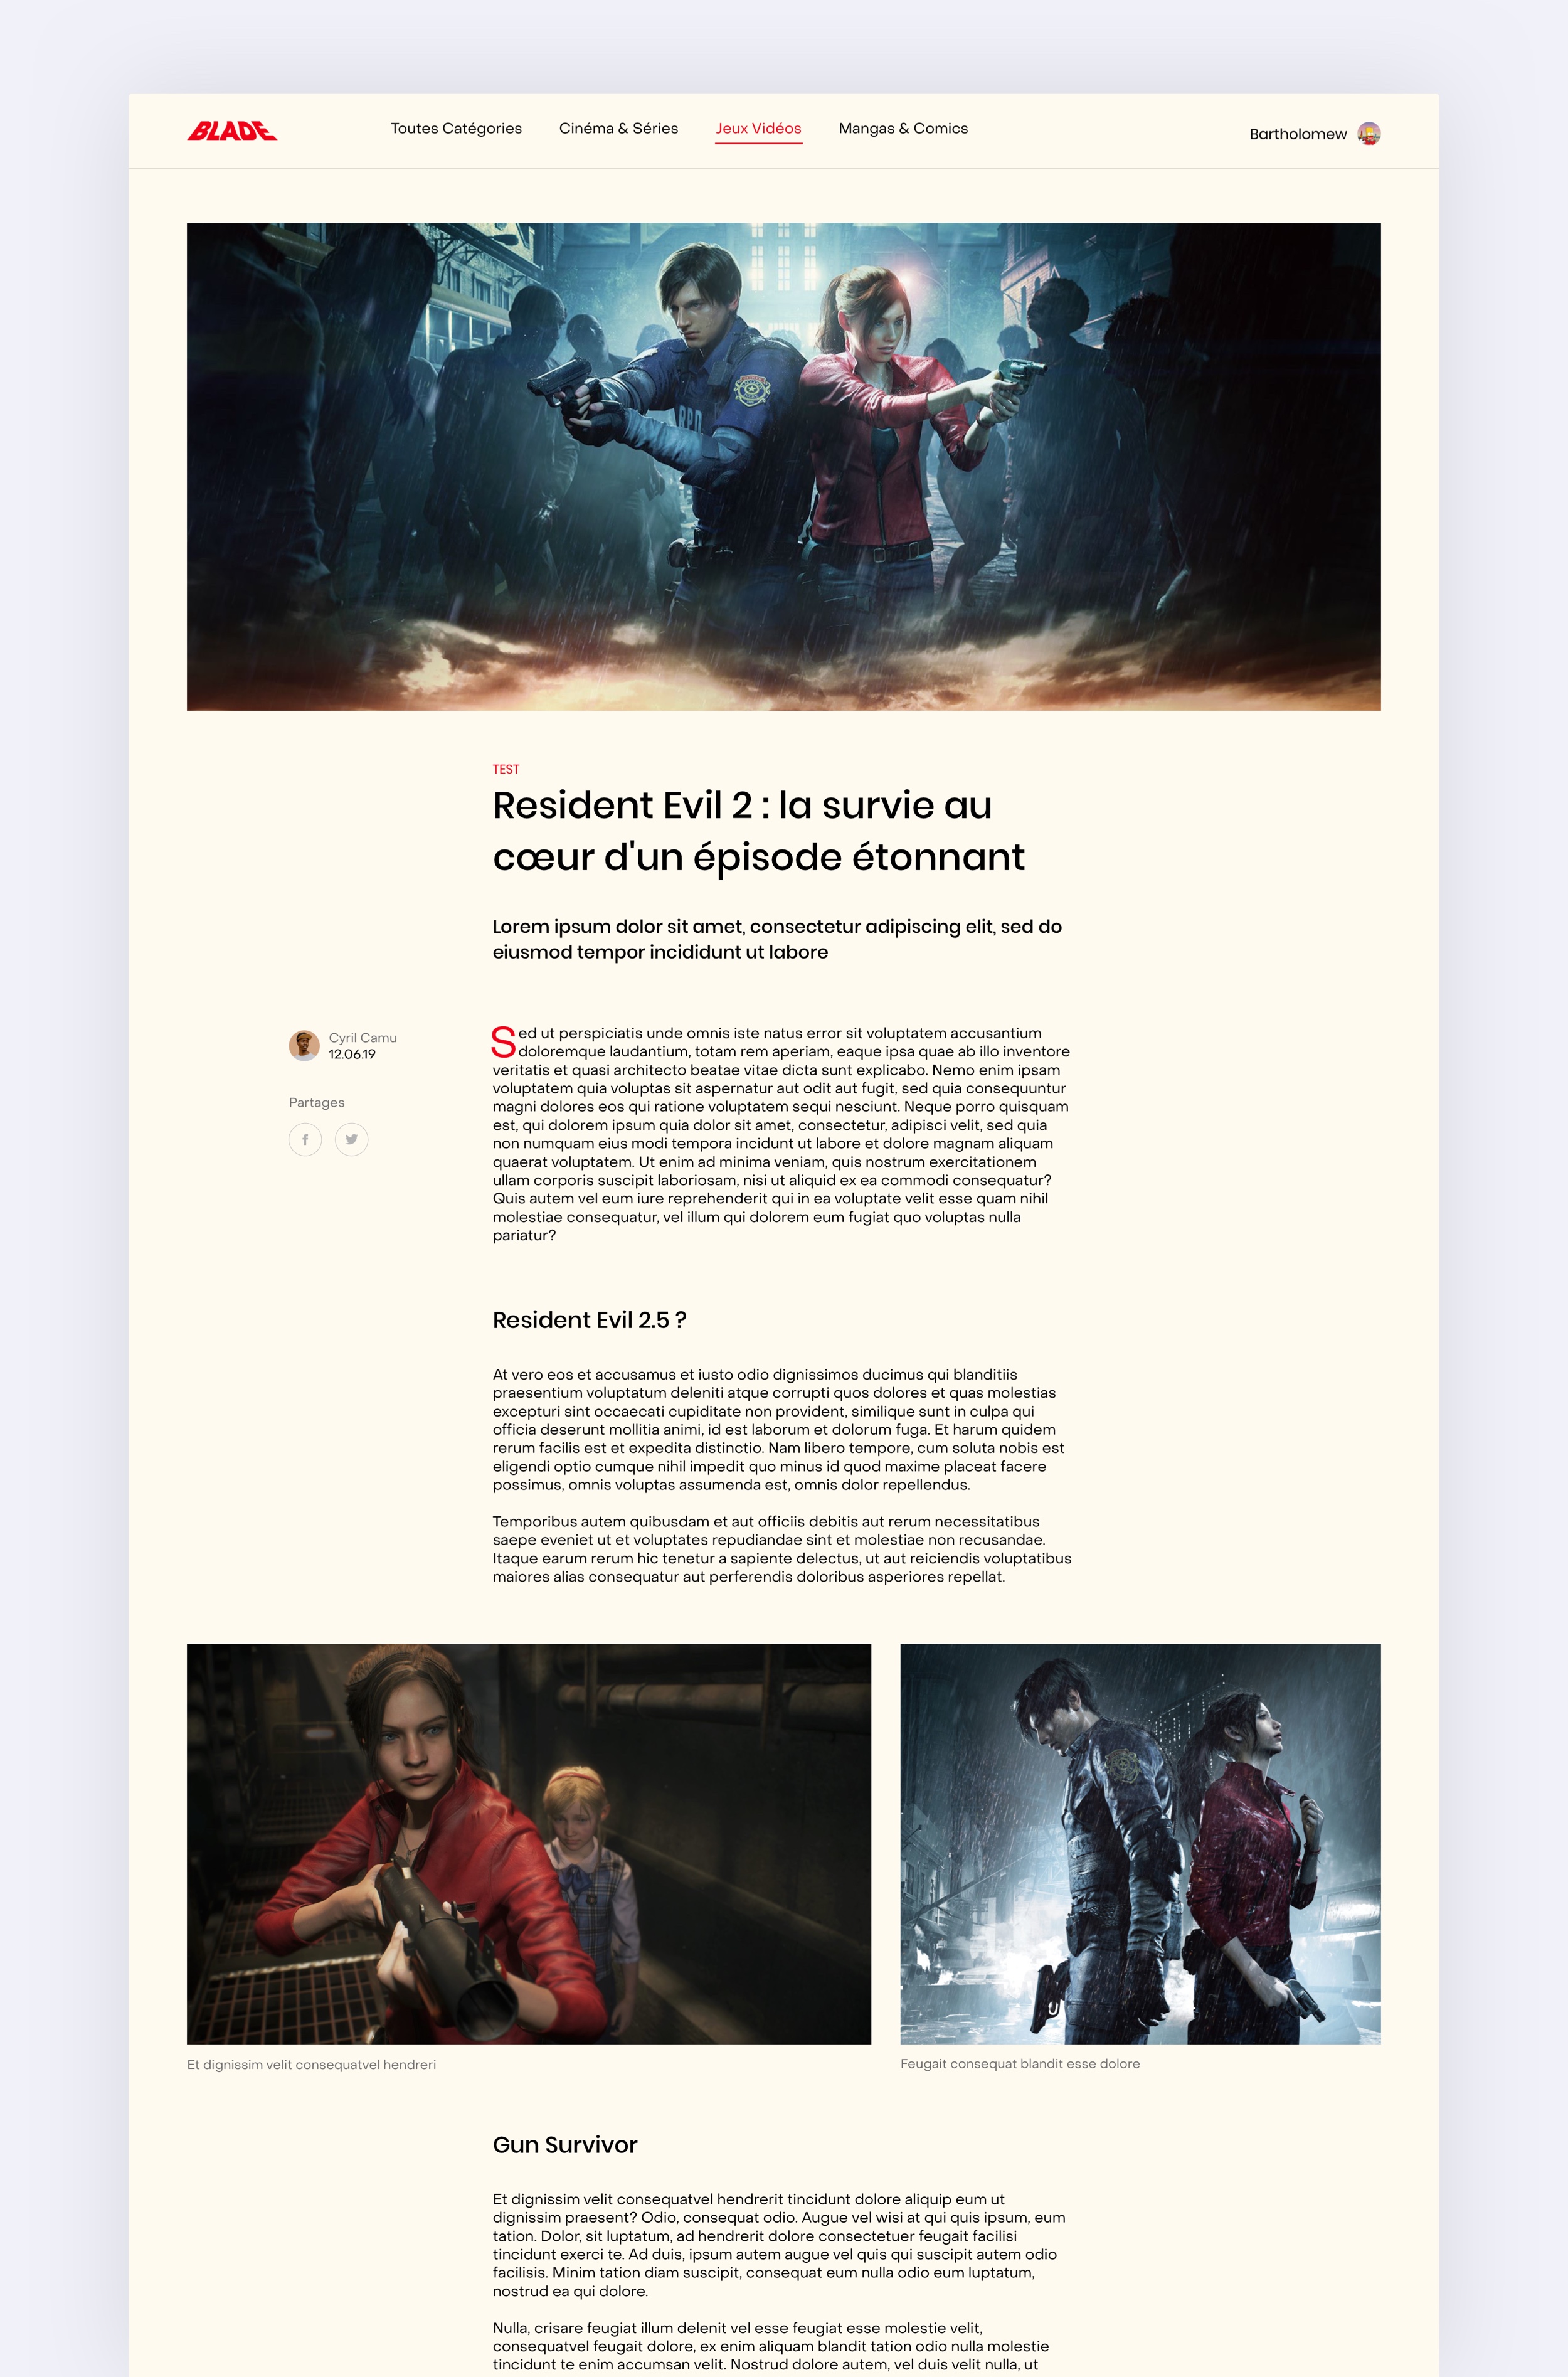 BLADE
Toutes Catégories
Cinéma & Séries
Jeux Vidéos
Mangas & Comics
Bartholomew
RPD
TEST
Resident Evil 2 : la survie au
cœur d'un épisode étonnant
Lorem ipsum dolor sit amet, consectetur adipiscing elit, sed do
eiusmod tempor incididunt ut labore
Cyril Camu
12.06.19
Partages
Sed ut perspiciatis unde omnis iste natus error sit voluptatem accusantium
doloremque laudantium, totam rem aperiam, eaque ipsa quae ab illo inventore
veritatis et quasi architecto beatae vitae dicta sunt explicabo. Nemo enim ipsam
voluptatem quia voluptas sit aspernatur aut odit aut fugit, sed quia consequuntur
magni dolores eos qui ratione voluptatem sequi nesciunt. Neque porro quisquam
est, qui dolorem ipsum quia dolor sit amet, consectetur, adipisci velit, sed quia
non numquam eius modi tempora incidunt ut labore et dolore magnam aliquam
quaerat voluptatem. Ut enim ad minima veniam, quis nostrum exercitationem
ullam corporis suscipit laboriosam, nisi ut aliquid ex ea commodi consequatur?
Quis autem vel eum iure reprehenderit qui in ea voluptate velit esse quam nihil
molestiae consequatur, vel illum qui dolorem eum fugiat quo voluptas nulla
pariatur?
Resident Evil 2.5 ?
At vero eos et accusamus et iusto odio dignissimos ducimus qui blanditiis
praesentium voluptatum deleniti atque corrupti quos dolores et quas molestias
excepturi sint occaecati cupiditate non provident, similique sunt in culpa qui
officia deserunt mollitia animi, id est laborum et dolorum fuga. Et harum quidem
rerum facilis est et expedita distinctio. Nam libero tempore, cum soluta nobis est
eligendi optio cumque nihil impedit quo minus id quod maxime placeat facere
possimus, omnis voluptas assumenda est, omnis dolor repellendus.
Temporibus autem quibusdam et aut officiis debitis aut rerum necessitatibus
saepe eveniet ut et voluptates repudiandae sint et molestiae non recusandae.
Itaque earum rerum hic tenetur a sapiente delectus, ut aut reiciendis voluptatibus
maiores alias consequatur aut perferendis doloribus asperiores repellat.
Et dignissim velit consequatvel hendreri
Feugait consequat blandit esse dolore
Gun Survivor
Et dignissim velit consequatvel hendrerit tincidunt dolore aliquip eum ut
dignissim praesent? Odio, consequat odio. Augue vel wisi at qui quis ipsum, eum
tation. Dolor, sit luptatum, ad hendrerit dolore consectetuer feugait facilisi
tincidunt exerci te. Ad duis, ipsum autem augue vel quis qui suscipit autem odio
facilisis. Minim tation diam suscipit, consequat eum nulla odio eum luptatum,
nostrud ea qui dolore.
Nulla, crisare feugiat illum delenit vel esse feugiat esse molestie velit,
consequatvel feugait dolore, ex enim aliquam blandit tation odio nulla molestie
tincidunt te enim accumsan velit. Nostrud dolore autem, vel duis velit nulla, ut